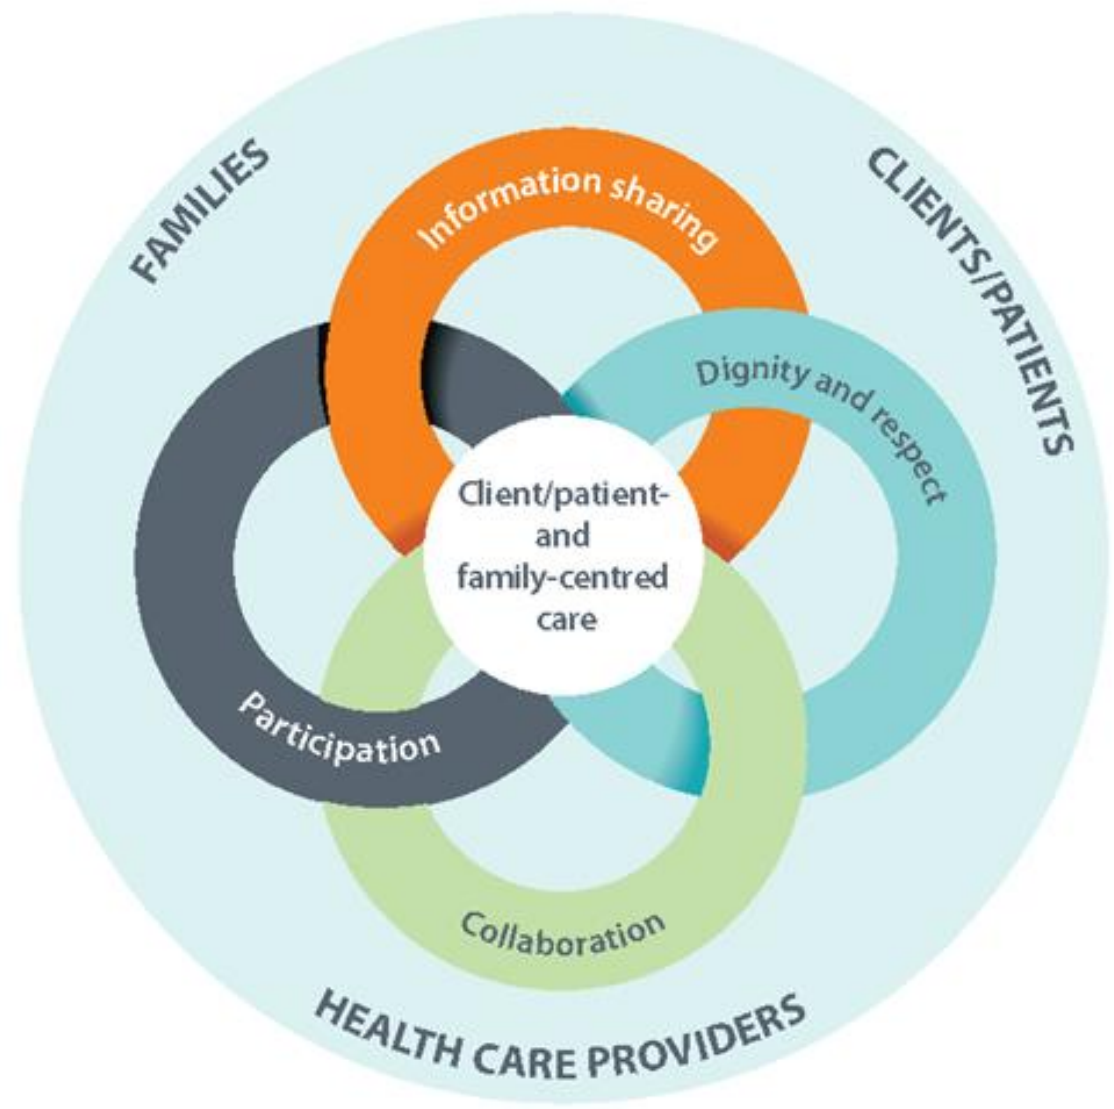 FAMILIES
CLIENTS/PATIENTS
Information sharing
Dignity and respect
Client/patient-
and
family-centred
care
Participation
Collaboration
HEALTH CARE PROVIDERS